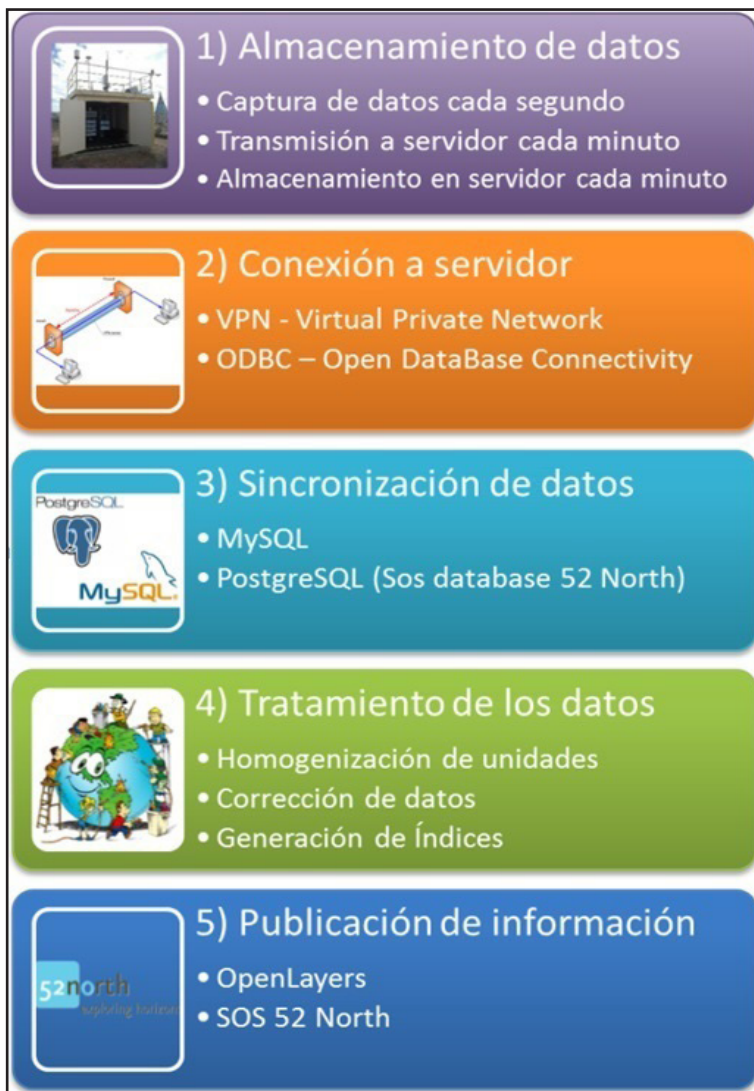 1) Almacenamiento de datos
• Captura de datos cada segundo
• Transmisión a servidor cada minuto
• Almacenamiento en servidor cada minuto
2) Conexión a servidor
• VPN - Virtual Private Network
• ODBC – Open DataBase Connectivity
PostgreSQL
MySQL
3) Sincronización de datos
• MySQL
• PostgreSQL (Sos database 52 North)
4) Tratamiento de los datos
• Homogenización de unidades
• Corrección de datos
• Generación de Índices
52north
exploring horizons
5) Publicación de información
• OpenLayers
• SOS 52 North